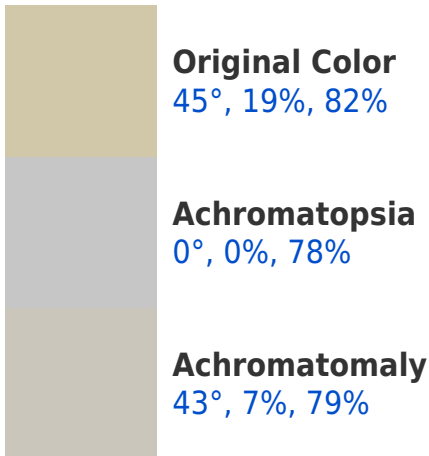 Original Color
45°, 19%, 82%
Achromatopsia
0°, 0%, 78%
Achromatomaly
43°, 7%, 79%